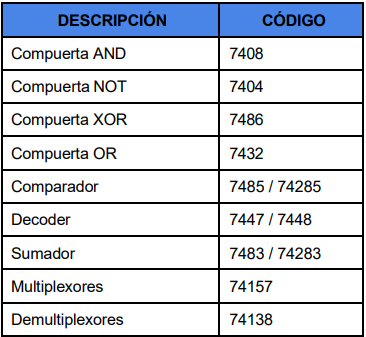 DESCRIPCIÓN CÓDIGO
Compuerta AND 7408
Compuerta NOT 7404
Compuerta XOR 7486
Compuerta OR 7432
Comparador 7485 / 74285
Decoder 7447 / 7448
Sumador 7483 / 74283
Multiplexores 74157
Demultiplexores 74138